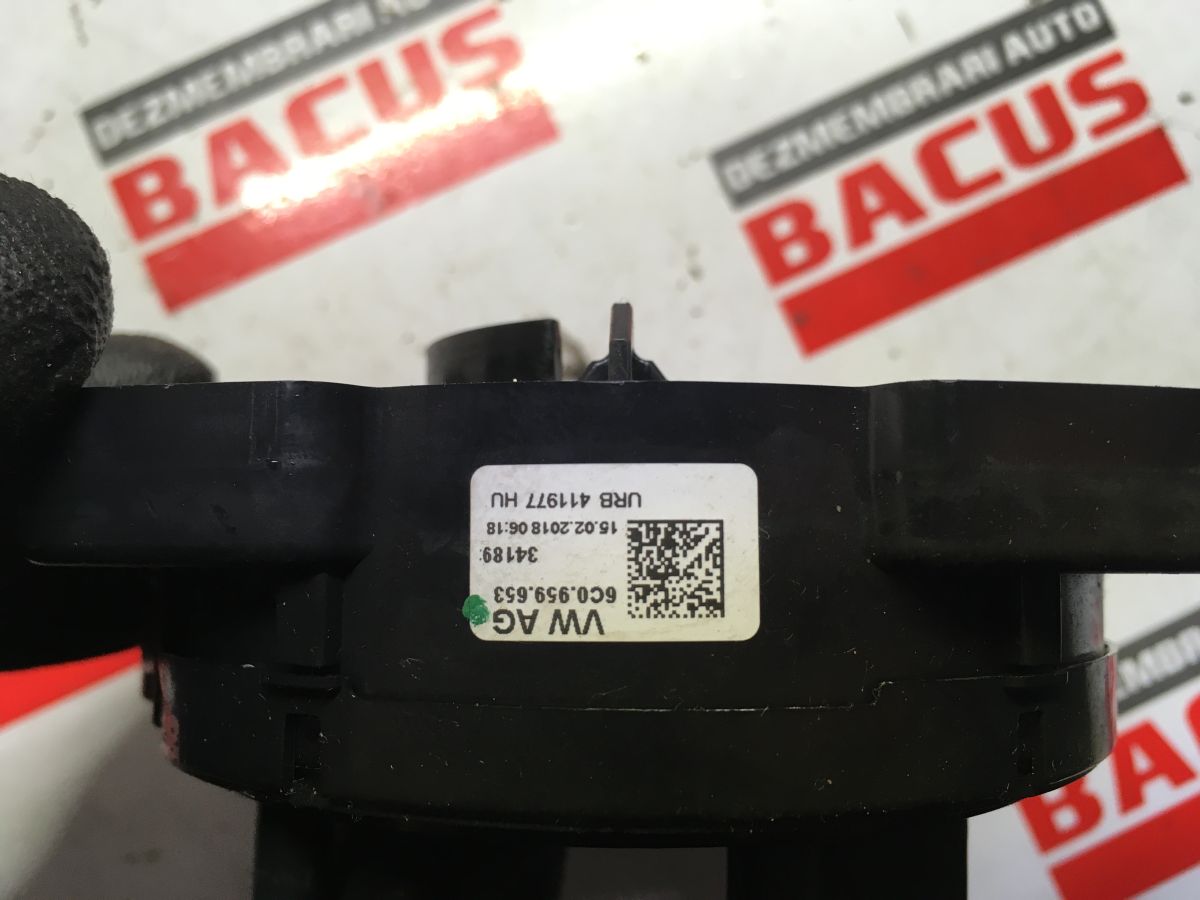 DEZMEMBRARI AUTO
BACUS
DEZMEMBRARI AUTO
BACUS
VW AG
6C0.959.653
34189
15.02.2018 06:18
URB 411977 HU
BACUS